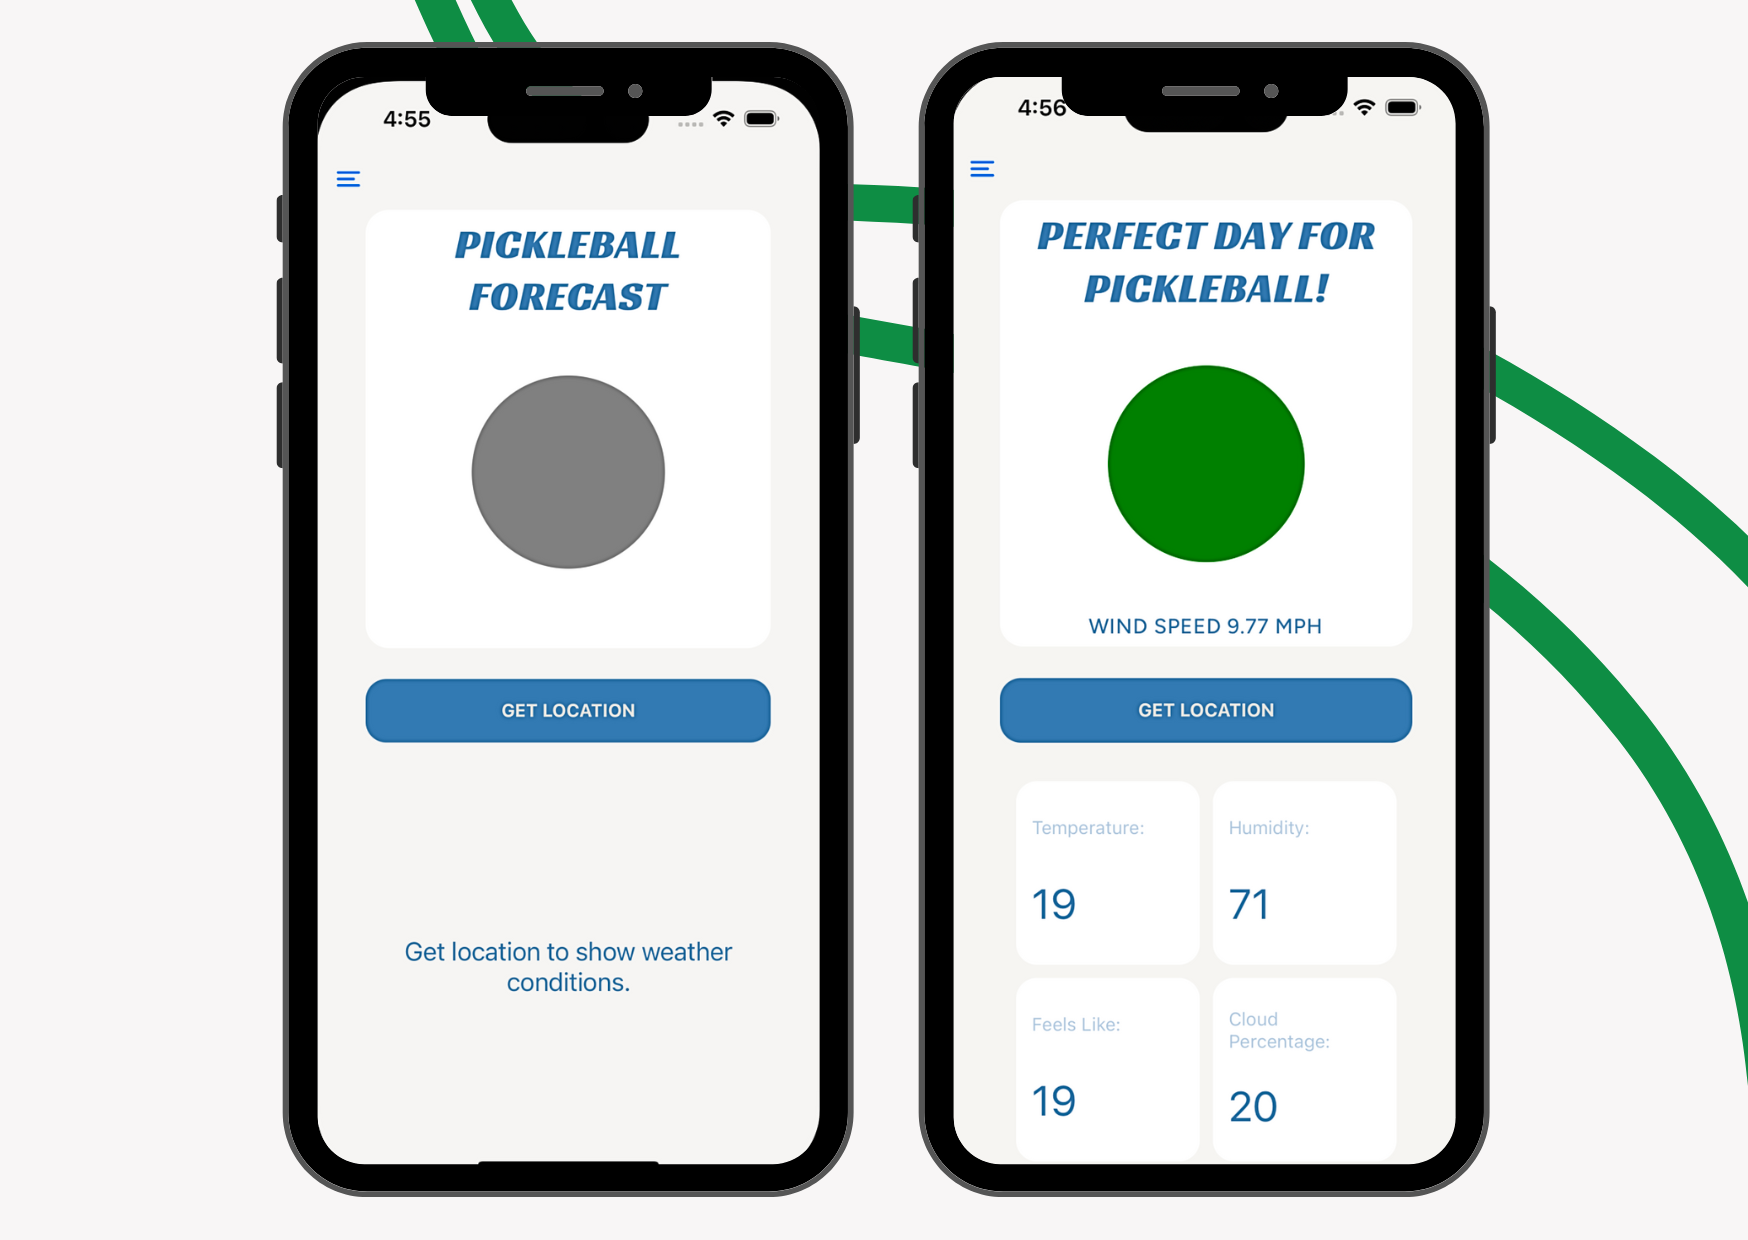 4:55
PICKLEBALL
FORECAST
GET LOCATION
Get location to show weather
conditions.
4:56
PERFECT DAY FOR
PICKLEBALL!
WIND SPEED 9.77 MPH
GET LOCATION
Temperature:
19
Humidity:
71
Feels Like:
19
Cloud
Percentage:
20